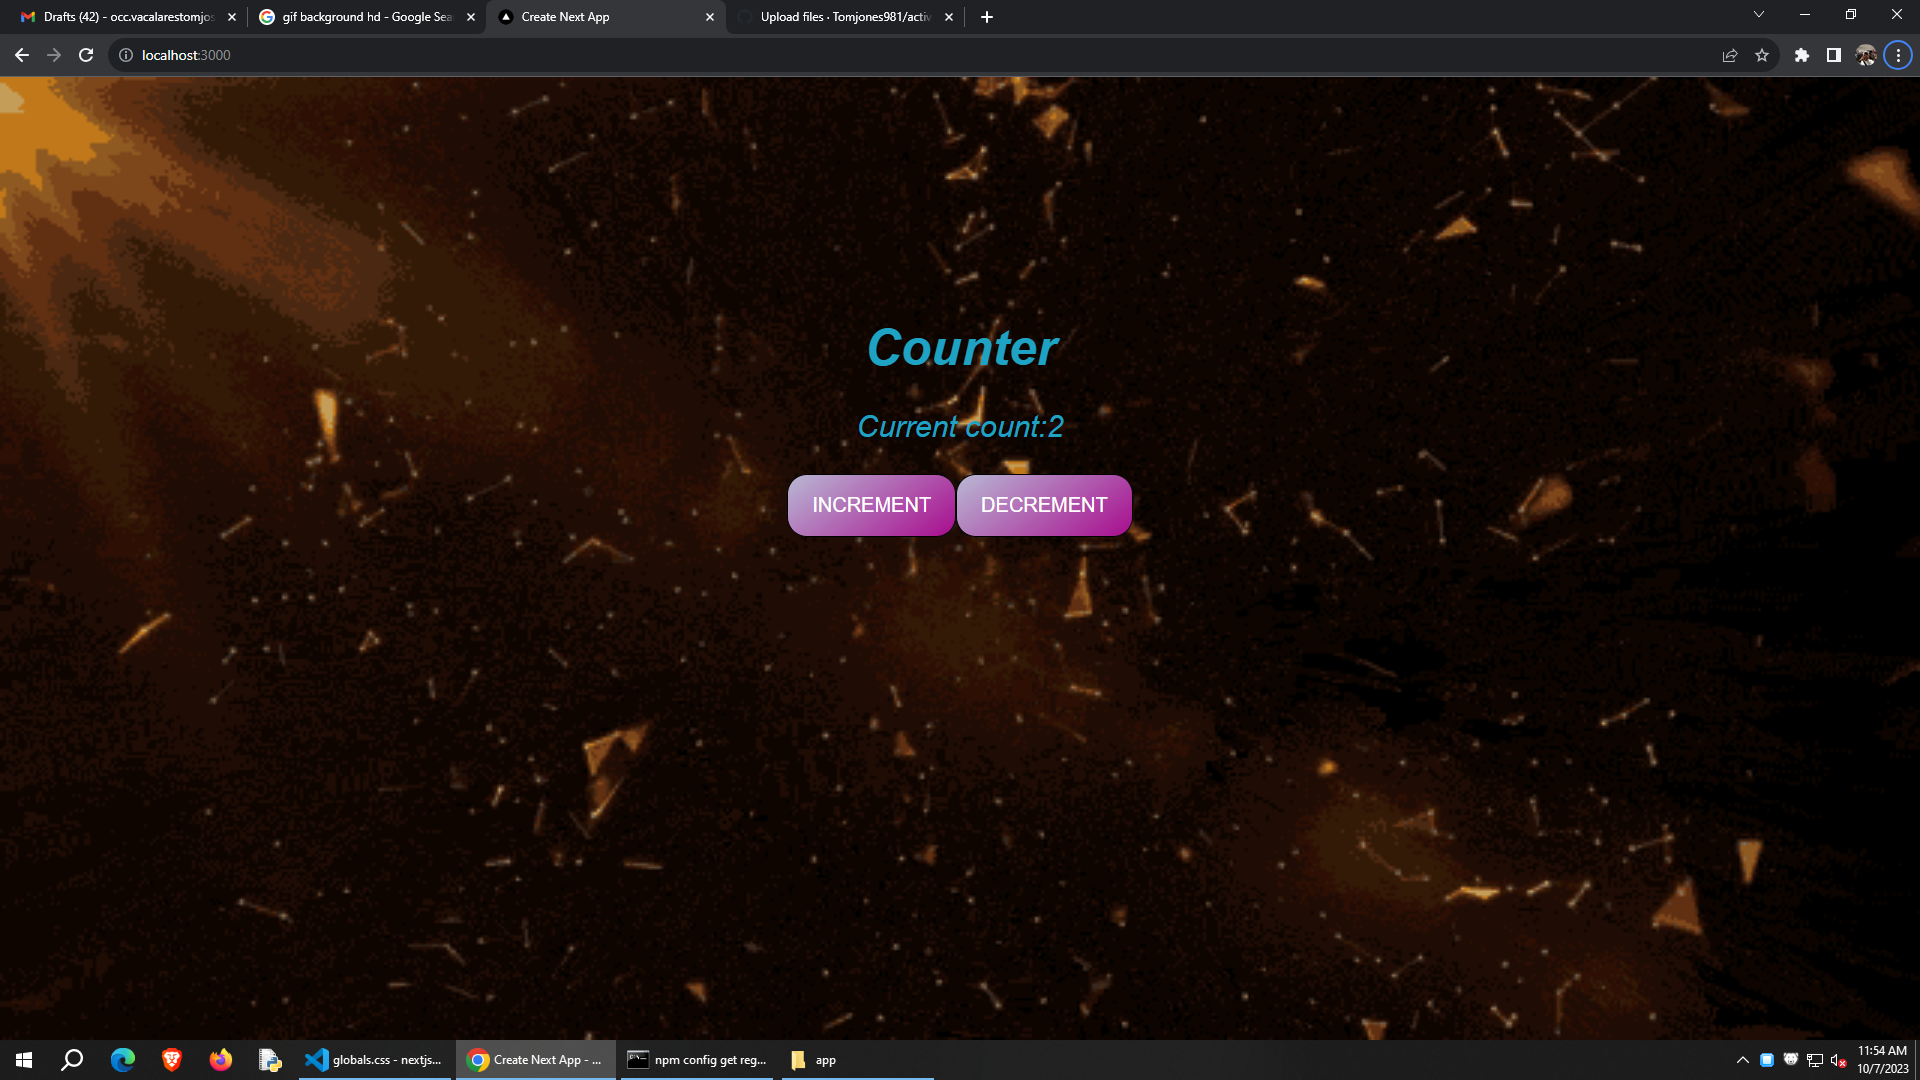 Drafts (42) - occ.vacalarestomjos
gif background hd - Google Sea
Create Next App
Upload files · Tomjones981/activ
localhost:3000
Counter
Current count:2
INCREMENT
DECREMENT
globals.css - nextjs...
Create Next App - ...
npm config get reg...
app
11:54 AM
10/7/2023